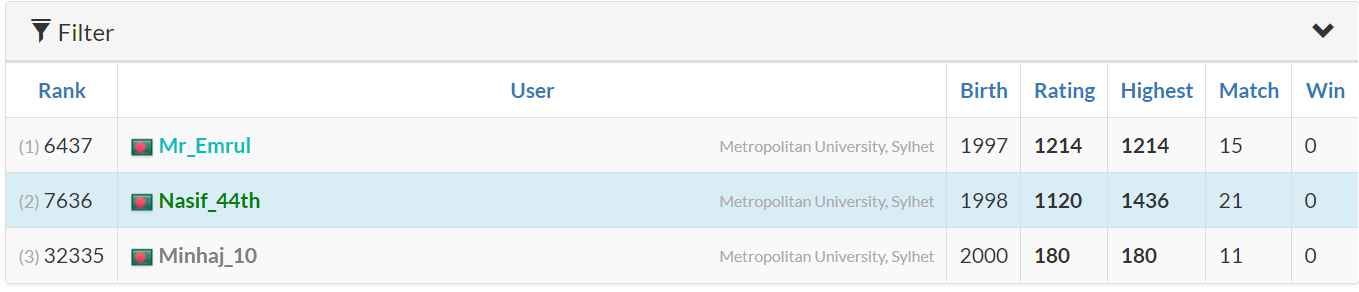 Filter
Rank User Birth Rating Highest Match Win
(1) 6437 Mr_Emrul Metropolitan University, Sylhet 1997 1214 1214 15 0
(2) 7636 Nasif_44th Metropolitan University, Sylhet 1998 1120 1436 21 0
(3) 32335 Minhaj_10 Metropolitan University, Sylhet 2000 180 180 11 0